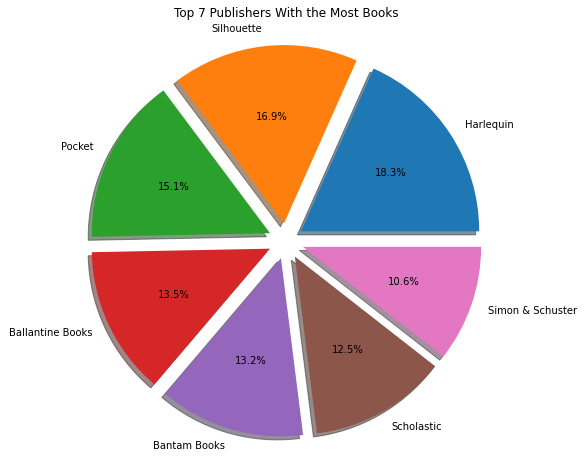 Top 7 Publishers With the Most Books
Silhouette
Harlequin
Pocket
Ballantine Books
Bantam Books
Scholastic
Simon & Schuster
16.9%
18.3%
15.1%
13.5%
13.2%
12.5%
10.6%